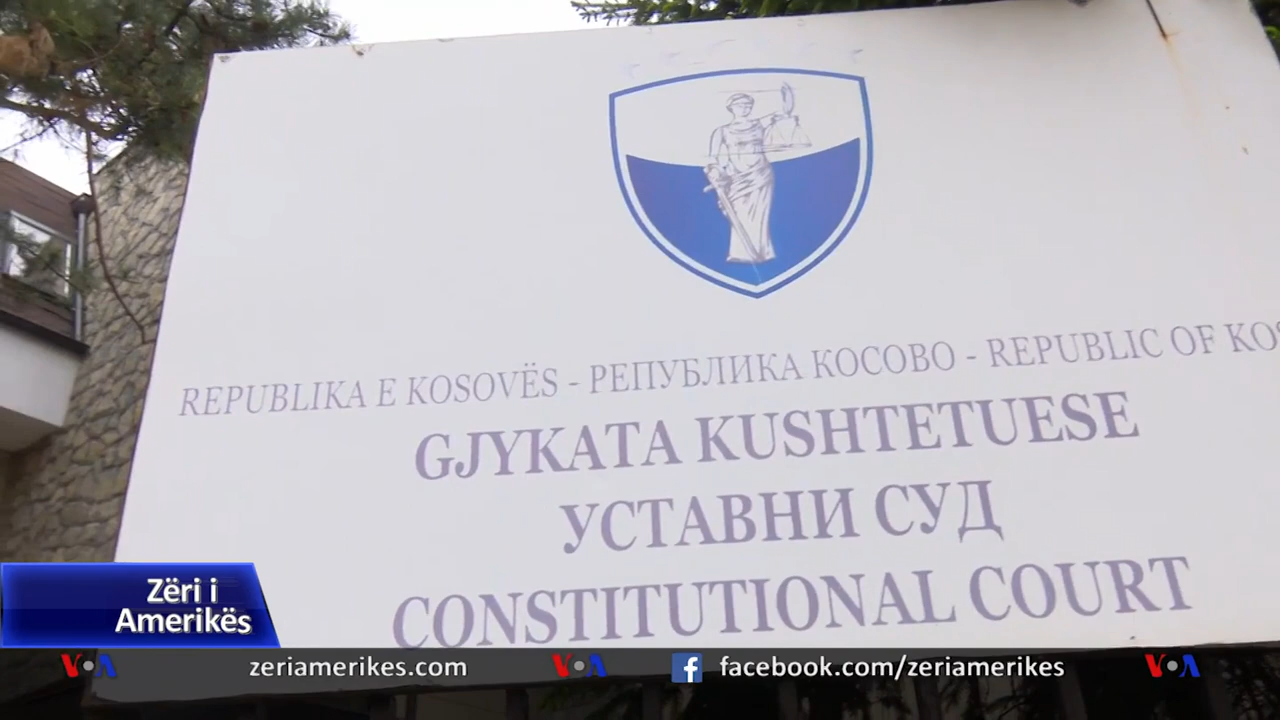 REPUBLIKA E KOSOVËS - РЕПУБЛИКА КОСОВО - REPUBLIC OF
GJYKATA KUSHTETUESE
УСТАВНИ СУД
CONSTITUTIONAL COURT
Zëri i
Amerikës
VOA zeriamerikes.com VOA facebook.com/zeriamerikes VOA